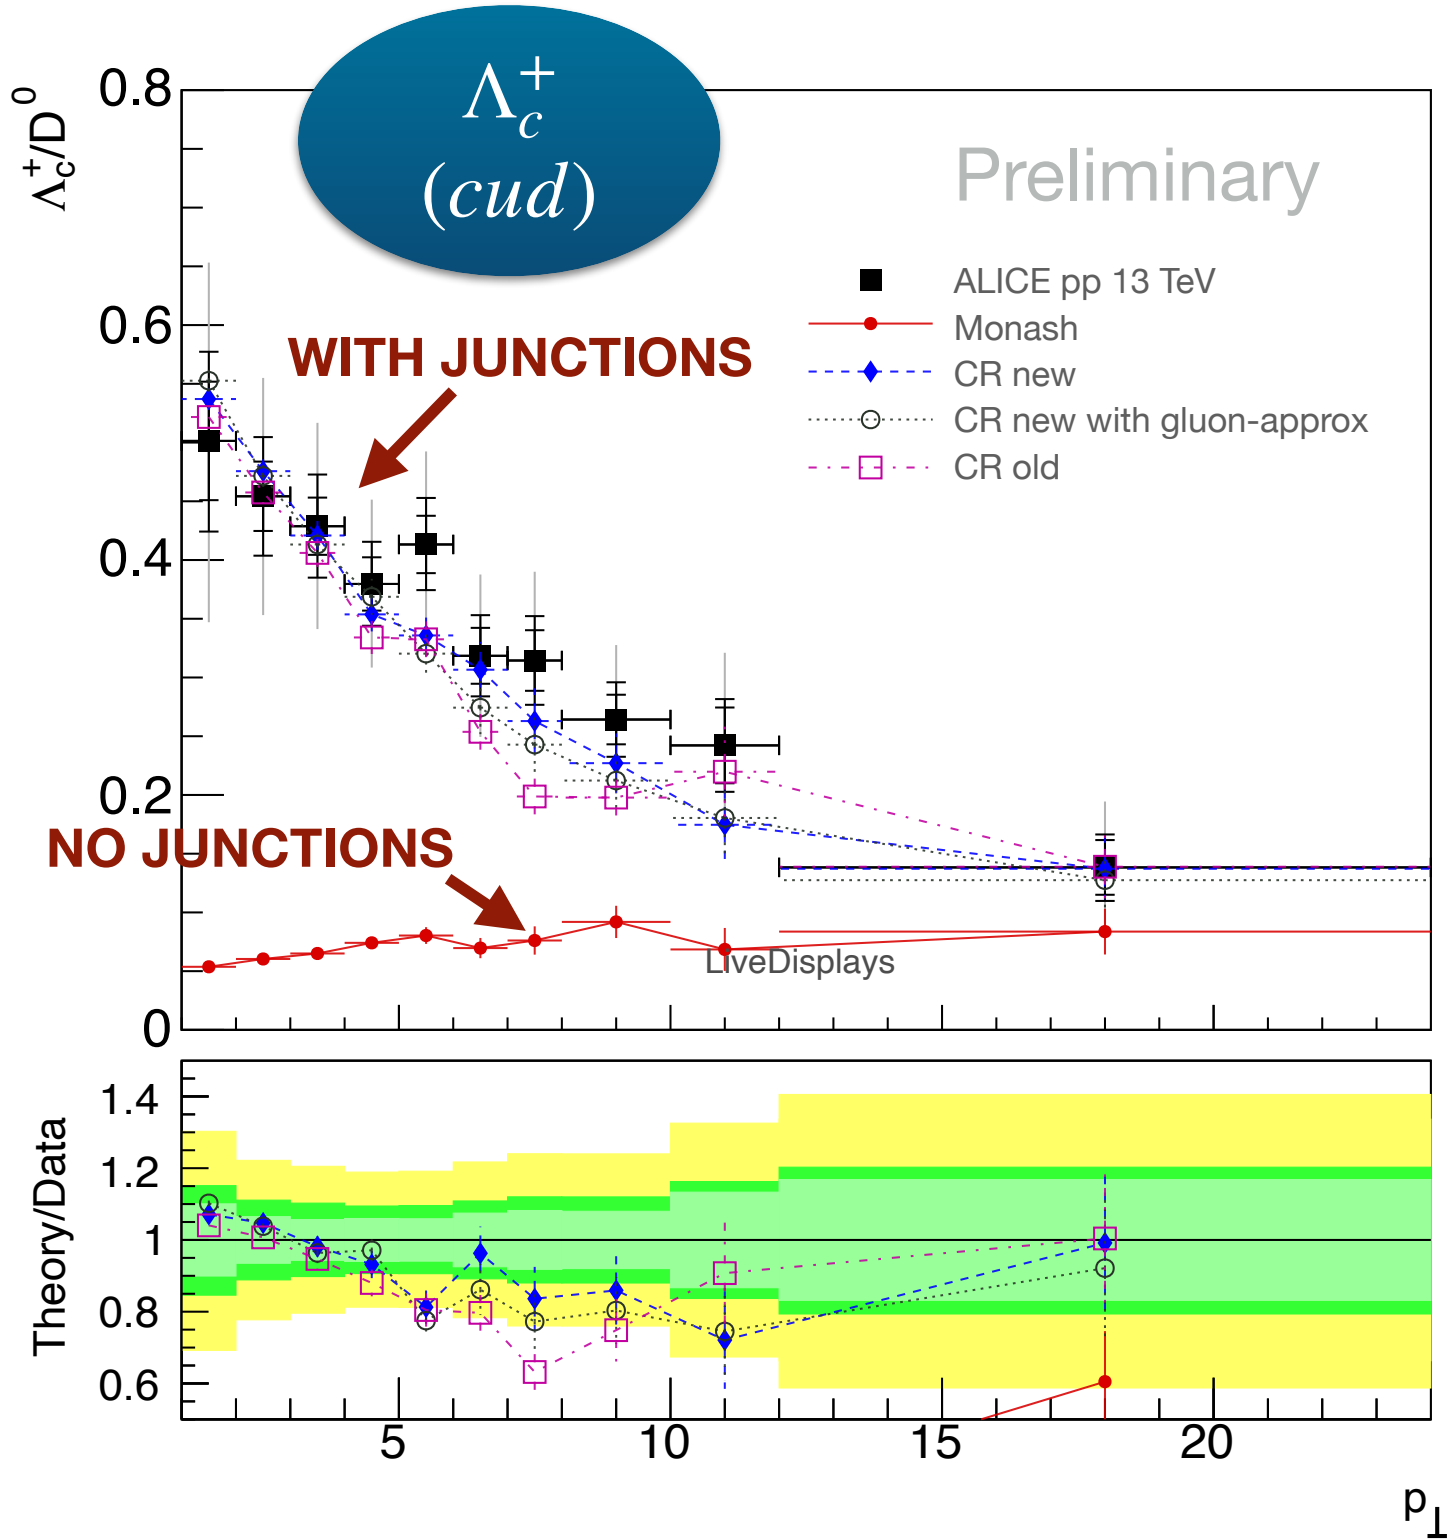 Λc+/D0
0.8
Λc+
(cud)
Preliminary
ALICE pp 13 TeV
Monash
CR new
CR new with gluon-approx
CR old
0.6
WITH JUNCTIONS
0.4
0.2
NO JUNCTIONS
LiveDisplays
0
Theory/Data
1.4
1.2
1
0.8
0.6
5
10
15
20
p⊥